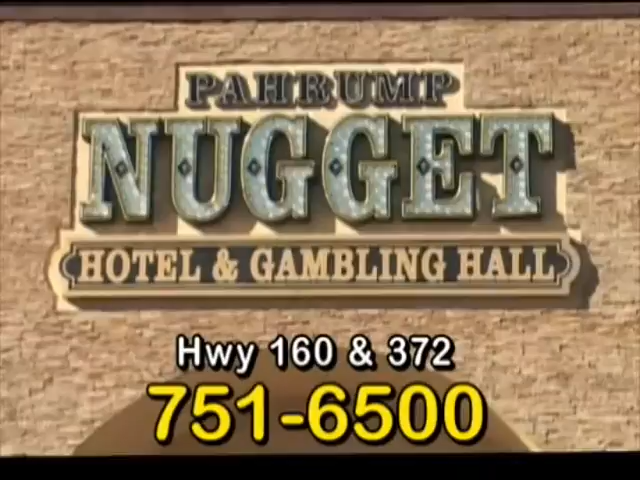 PAHRUMP
NUGGET
HOTEL & GAMBLING HALL
Hwy 160 & 372
751-6500